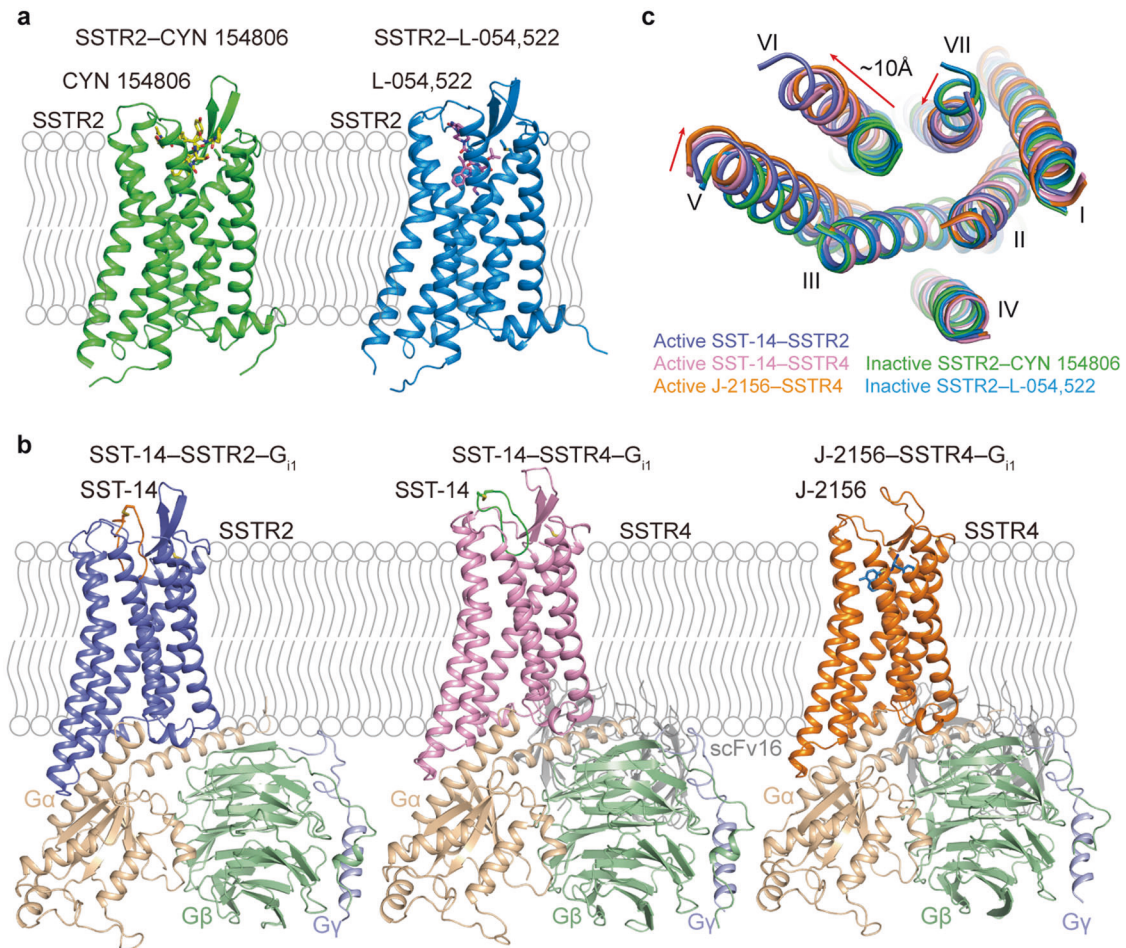 a
SSTR2–CYN 154806
SSTR2–L-054,522
CYN 154806
L-054,522
SSTR2
SSTR2
c
VI
VII
~10Å
V
I
II
III
IV
Active SST-14–SSTR2
Active SST-14–SSTR4
Inactive SSTR2–CYN 154806
Active J-2156–SSTR4
Inactive SSTR2–L-054,522
b
SST-14–SSTR2–Gi1
SST-14–SSTR4–Gi1
J-2156–SSTR4–Gi1
SST-14
SST-14
J-2156
SSTR2
SSTR4
SSTR4
scFv16
Gα
Gα
Gα
Gβ
Gγ
Gβ
Gγ
Gβ
Gγ